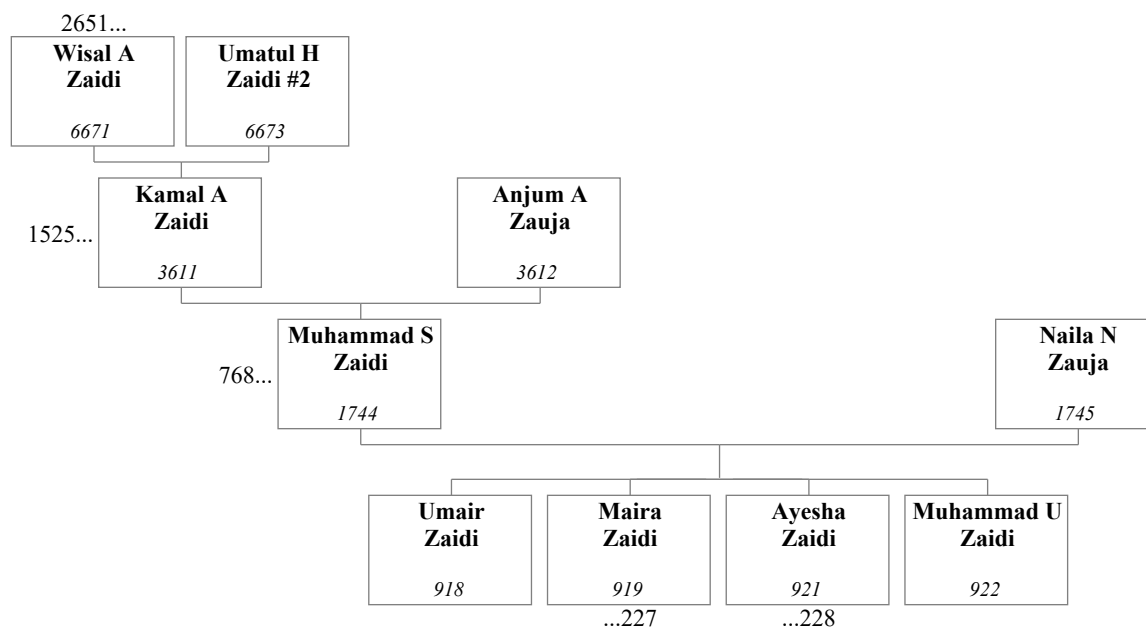 2651...
Wisal A
Zaidi
6671
Umatul H
Zaidi #2
6673
1525...
Kamal A
Zaidi
3611
Anjum A
Zauja
3612
768...
Muhammad S
Zaidi
1744
Naila N
Zauja
1745
Umair
Zaidi
918
Maira
Zaidi
919
...227
Ayesha
Zaidi
921
...228
Muhammad U
Zaidi
922